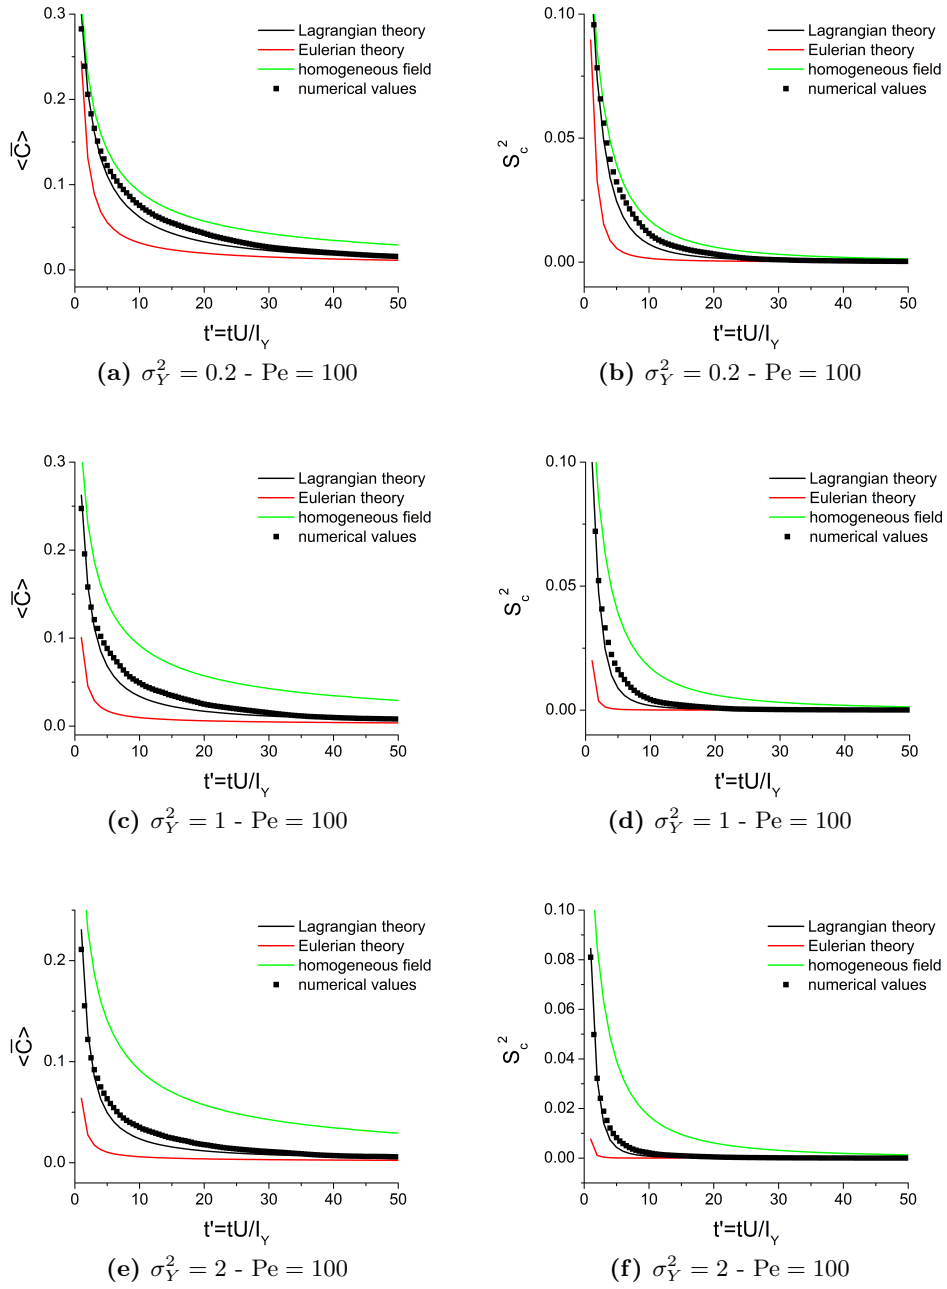 0.3
0.2
0.1
0.0
<C̅>
0 10 20 30 40 50
t'=tU/I_Y
Lagrangian theory
Eulerian theory
homogeneous field
numerical values
(a) σ_Y^2 = 0.2 - Pe = 100
0.10
0.05
0.00
S_c^2
0 10 20 30 40 50
t'=tU/I_Y
Lagrangian theory
Eulerian theory
homogeneous field
numerical values
(b) σ_Y^2 = 0.2 - Pe = 100
0.3
0.2
0.1
0.0
<C̅>
0 10 20 30 40 50
t'=tU/I_Y
Lagrangian theory
Eulerian theory
homogeneous field
numerical values
(c) σ_Y^2 = 1 - Pe = 100
0.10
0.05
0.00
S_c^2
0 10 20 30 40 50
t'=tU/I_Y
Lagrangian theory
Eulerian theory
homogeneous field
numerical values
(d) σ_Y^2 = 1 - Pe = 100
0.2
0.1
0.0
<C̅>
0 10 20 30 40 50
t'=tU/I_Y
Lagrangian theory
Eulerian theory
homogeneous field
numerical values
(e) σ_Y^2 = 2 - Pe = 100
0.10
0.08
0.06
0.04
0.02
0.00
S_c^2
0 10 20 30 40 50
t'=tU/I_Y
Lagrangian theory
Eulerian theory
homogeneous field
numerical values
(f) σ_Y^2 = 2 - Pe = 100